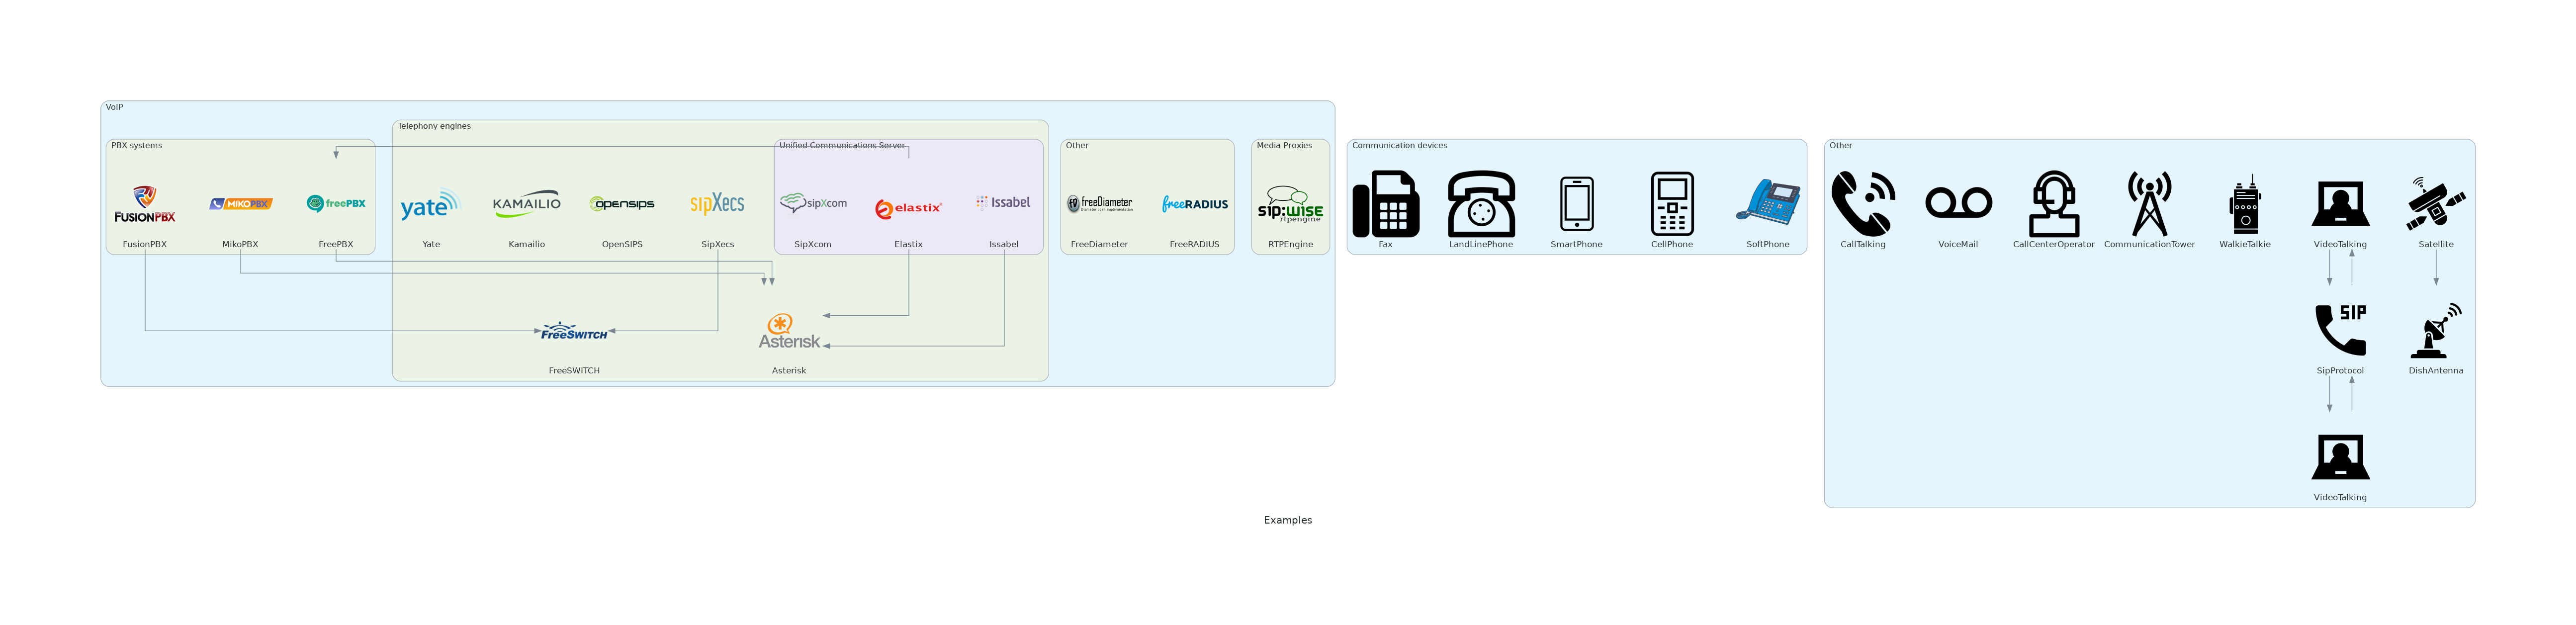 VoIP
Telephony engines
PBX systems
Unified Communications Server
Other
Media Proxies
Communication devices
Other
FUSIONPBX
MIKOPBX
freePBX
yate
KAMAILIO
opensips
sipXecs
sipXcom
elastix
Issabel
freeDiameter
Diameter open implementation
freeRADIUS
sip:wise
rtpengine
FusionPBX
MikoPBX
FreePBX
Yate
Kamailio
OpenSIPS
SipXecs
SipXcom
Elastix
Issabel
FreeDiameter
FreeRADIUS
RTPEngine
Fax
LandLinePhone
SmartPhone
CellPhone
SoftPhone
CallTalking
VoiceMail
CallCenterOperator
CommunicationTower
WalkieTalkie
VideoTalking
Satellite
FreeSWITCH
Asterisk
SIP
FreeSWITCH
Asterisk
SipProtocol
DishAntenna
VideoTalking
Examples